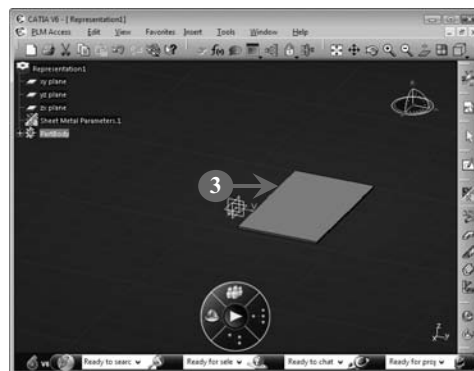 CATIA V6 - [ Representation1]
PLM Access Edit View Favorites Insert Tools Window Help
Representation1
xy plane
yz plane
zx plane
Sheet Metal Parameters.1
PartBody
3
V6 Ready to searc Ready for sele Ready to chat Ready for proj